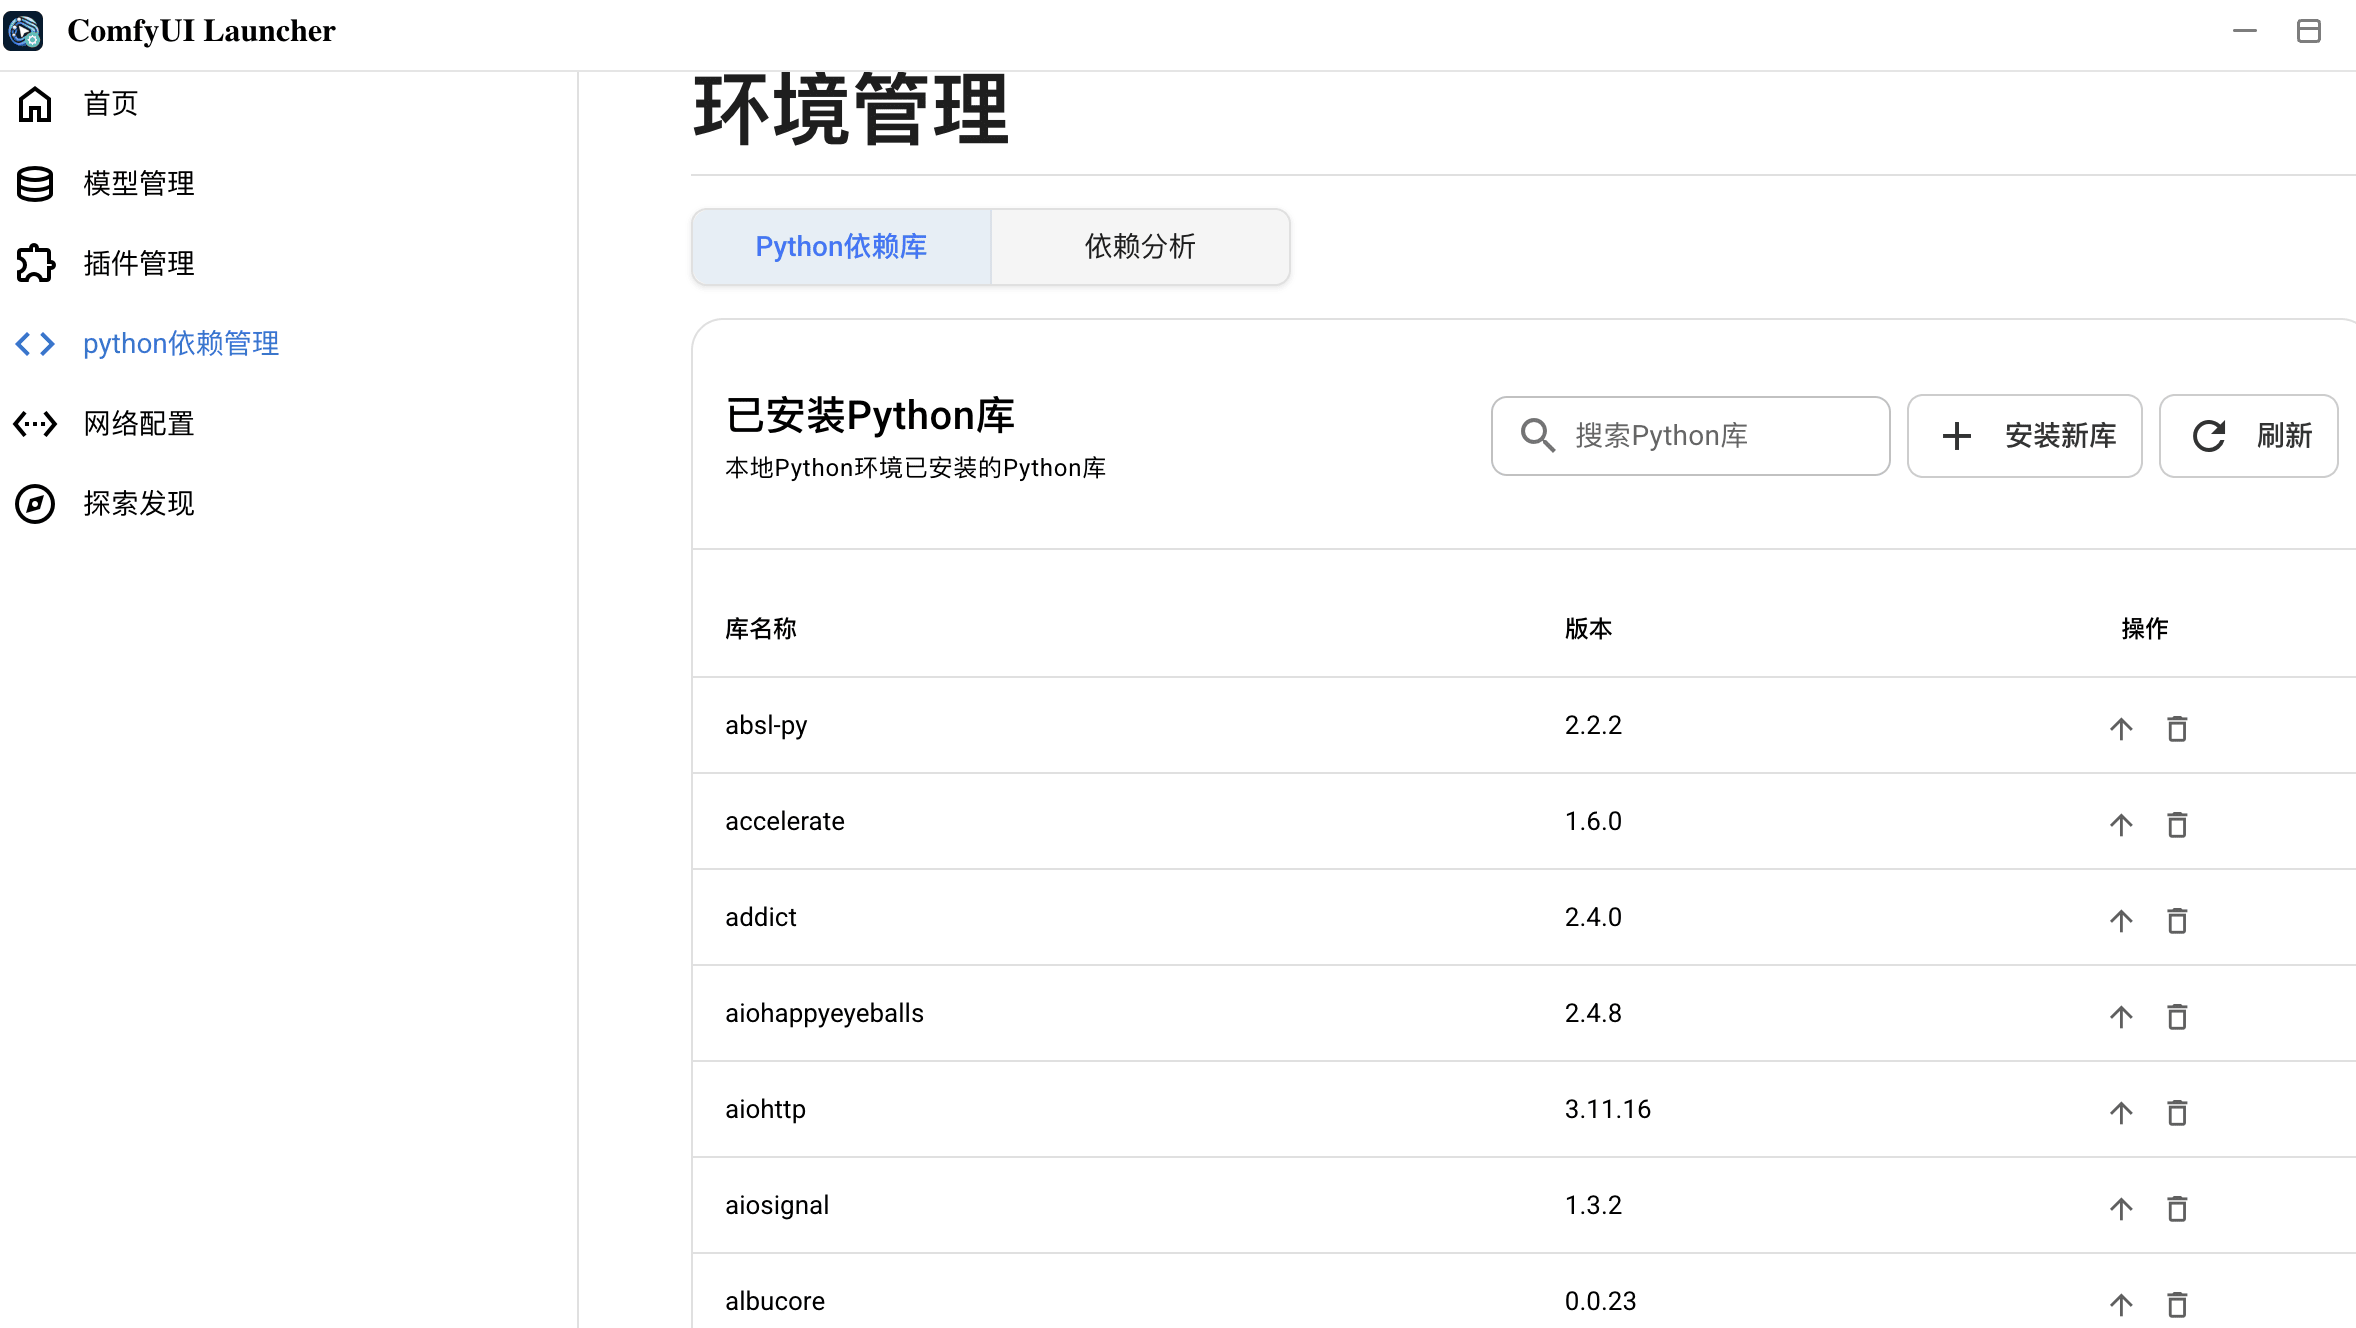 ComfyUI Launcher
首页
模型管理
插件管理
python依赖管理
网络配置
探索发现
环境管理
Python依赖库
依赖分析
已安装Python库
本地Python环境已安装的Python库
搜索Python库
安装新库
刷新
库名称 版本 操作
absl-py 2.2.2
accelerate 1.6.0
addict 2.4.0
aiohappyeyeballs 2.4.8
aiohttp 3.11.16
aiosignal 1.3.2
albucore 0.0.23